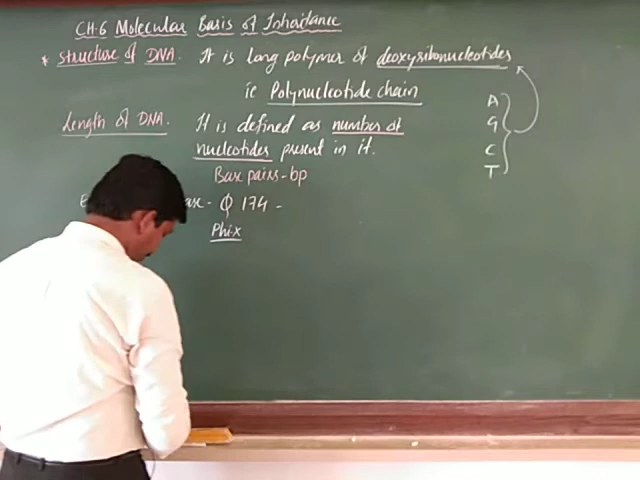 CH-6 Molecular Basis of Inheritance
* Structure of DNA. It is long polymer of deoxyribonucleotides
ie Polynucleotide chain
Length of DNA. It is defined as number of
nucleotides present in it.
A
G
C
T
Base pairs - bp
- φ 174 -
Phi-x